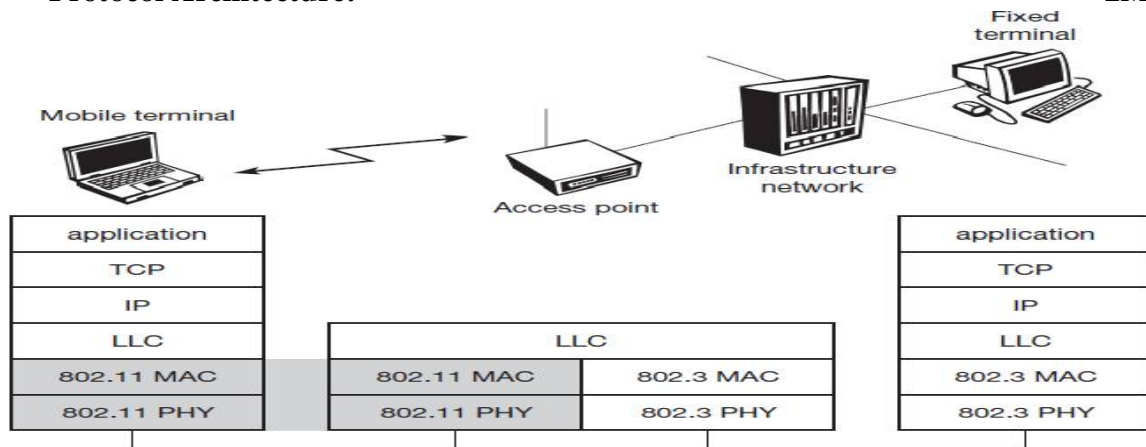 Protocol Architecture:
Fixed
terminal
Mobile terminal
Infrastructure
network
Access point
application
TCP
IP
LLC
802.11 MAC
802.11 PHY
LLC
802.11 MAC 802.3 MAC
802.11 PHY 802.3 PHY
application
TCP
IP
LLC
802.3 MAC
802.3 PHY